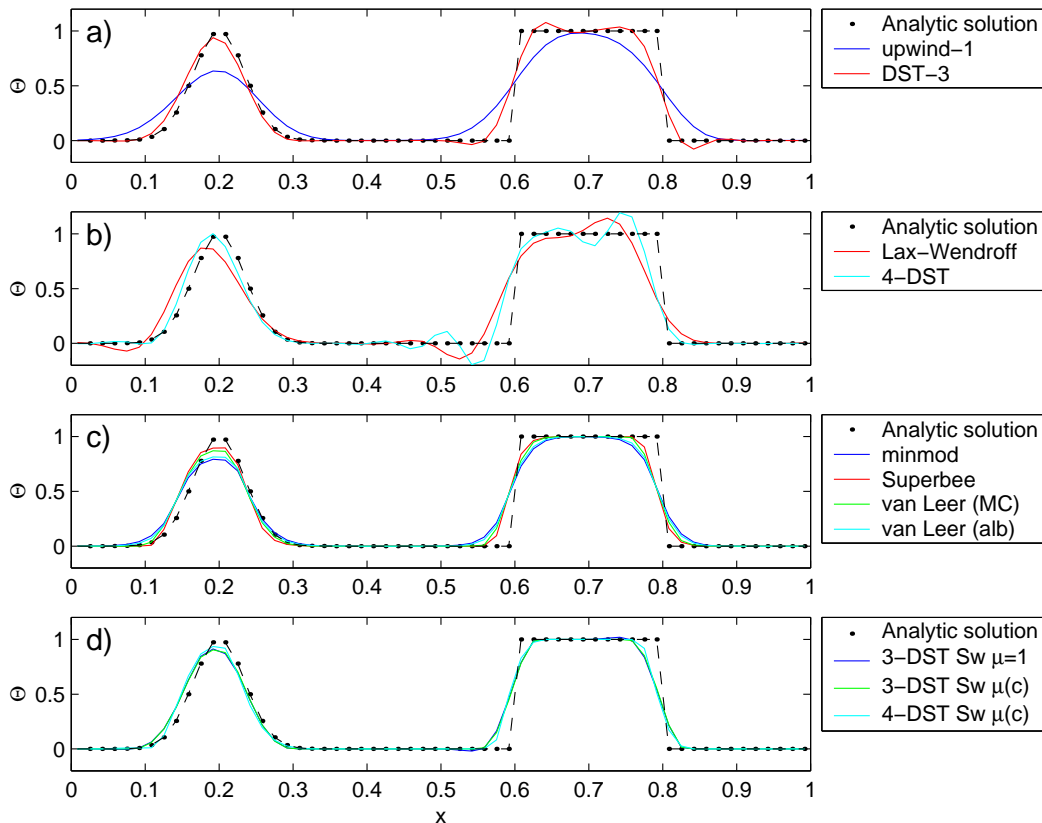 a)
Θ
1
0.5
0
0 0.1 0.2 0.3 0.4 0.5 0.6 0.7 0.8 0.9 1
Analytic solution
upwind−1
DST−3
b)
Θ
1
0.5
0
0 0.1 0.2 0.3 0.4 0.5 0.6 0.7 0.8 0.9 1
Analytic solution
Lax−Wendroff
4−DST
c)
Θ
1
0.5
0
0 0.1 0.2 0.3 0.4 0.5 0.6 0.7 0.8 0.9 1
Analytic solution
minmod
Superbee
van Leer (MC)
van Leer (alb)
d)
Θ
1
0.5
0
0 0.1 0.2 0.3 0.4 0.5 0.6 0.7 0.8 0.9 1
x
Analytic solution
3−DST Sw μ=1
3−DST Sw μ(c)
4−DST Sw μ(c)